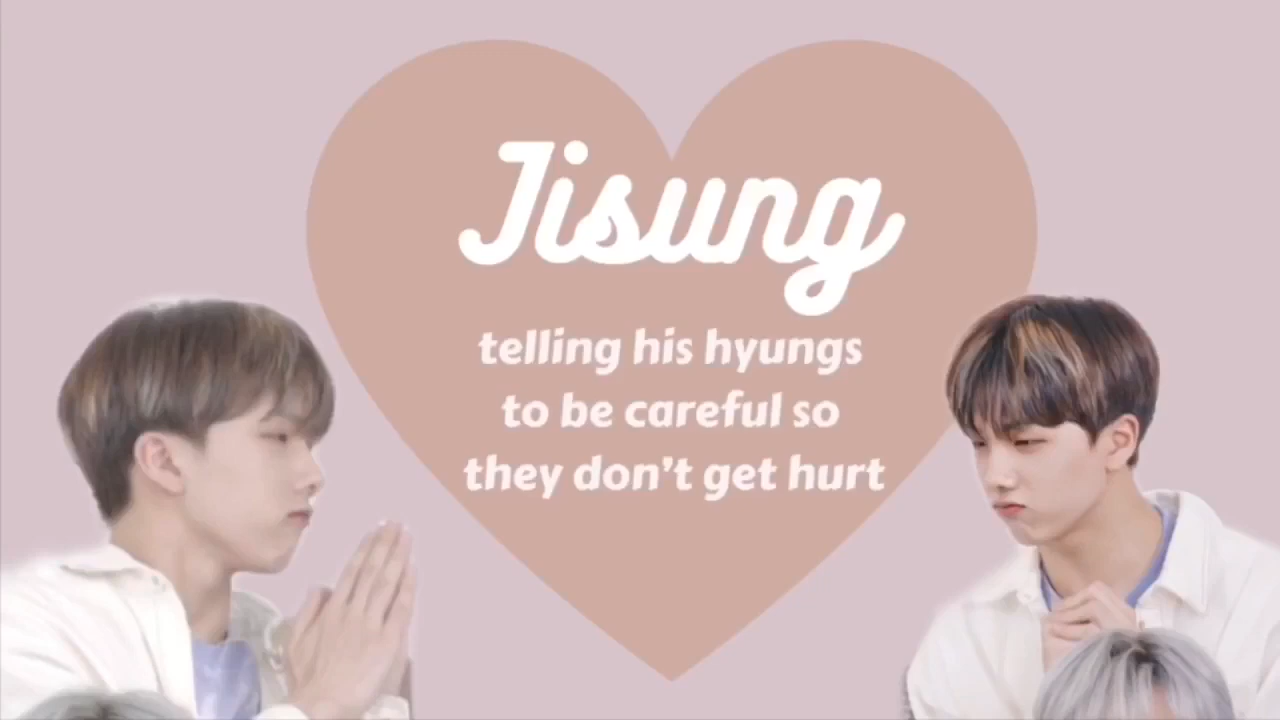 Jisung
telling his hyungs
to be careful so
they don't get hurt